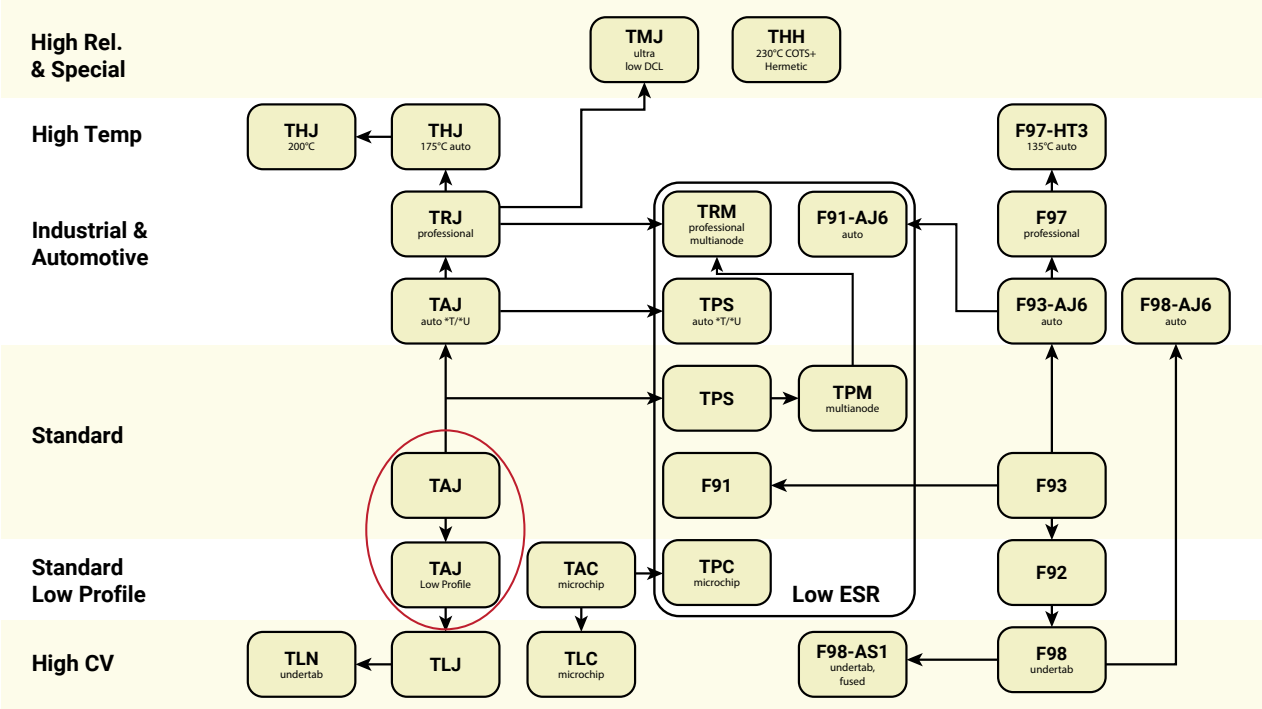 High Rel.
& Special
TMJ
ultra
low DCL
THH
230°C COTS+
Hermetic
High Temp
THJ
200°C
THJ
175°C auto
F97-HT3
135°C auto
Industrial &
Automotive
TRJ
professional
TRM
professional
multianode
F91-AJ6
auto
F97
professional
TAJ
auto *T/*U
TPS
auto *T/*U
F93-AJ6
auto
F98-AJ6
auto
Standard
TPS
TPM
multianode
TAJ
F91
F93
Standard
Low Profile
TAJ
Low Profile
TAC
microchip
TPC
microchip
Low ESR
F92
High CV
TLN
undertab
TLJ
TLC
microchip
F98-AS1
undertab,
fused
F98
undertab